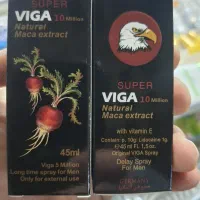 SUPER
VIGA 10 Million
Natural
Maca extract
45ml
Viga 5 Million
Long time spray for Men
Only for external use
SUPER
VIGA 10 Million
Natural
Maca extract
with vitamin E
Original VIGA Spray
Delay Spray
For Men